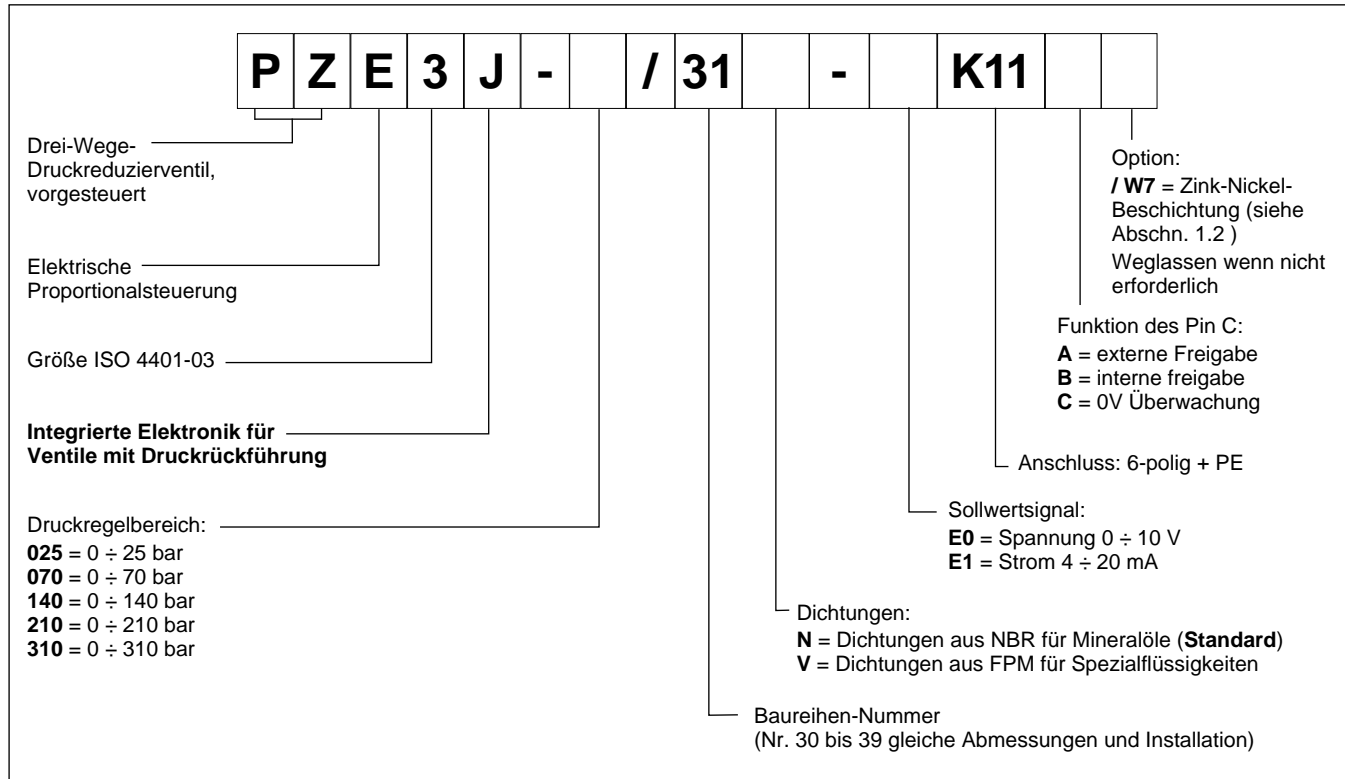 P Z E 3 J - / 31 - K11
Drei-Wege-
Druckreduzierventil,
vorgesteuert
Elektrische
Proportionalsteuerung
Größe ISO 4401-03
Integrierte Elektronik für
Ventile mit Druckrückführung
Druckregelbereich:
025 = 0 ÷ 25 bar
070 = 0 ÷ 70 bar
140 = 0 ÷ 140 bar
210 = 0 ÷ 210 bar
310 = 0 ÷ 310 bar
Option:
/ W7 = Zink-Nickel-
Beschichtung (siehe
Abschn. 1.2 )
Weglassen wenn nicht
erforderlich
Funktion des Pin C:
A = externe Freigabe
B = interne freigabe
C = 0V Überwachung
Anschluss: 6-polig + PE
Sollwertsignal:
E0 = Spannung 0 ÷ 10 V
E1 = Strom 4 ÷ 20 mA
Dichtungen:
N = Dichtungen aus NBR für Mineralöle (Standard)
V = Dichtungen aus FPM für Spezialflüssigkeiten
Baureihen-Nummer
(Nr. 30 bis 39 gleiche Abmessungen und Installation)